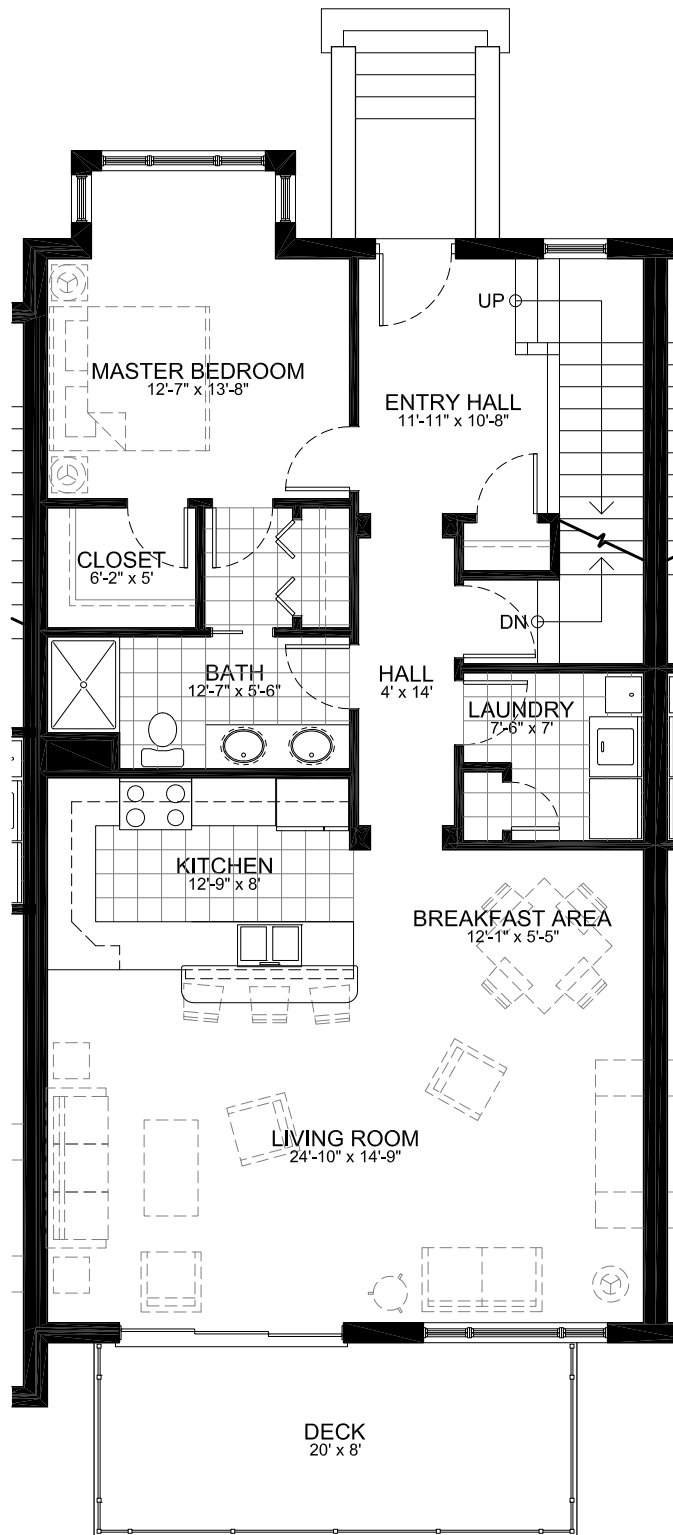 UP
MASTER BEDROOM
12'-7" x 13'-8"
ENTRY HALL
11'-11" x 10'-8"
CLOSET
6'-2" x 5'
DN
BATH
12'-7" x 5'-6"
HALL
4' x 14'
LAUNDRY
7'-6" x 7'
KITCHEN
12'-9" x 8'
BREAKFAST AREA
12'-1" x 5'-5"
LIVING ROOM
24'-10" x 14'-9"
DECK
20' x 8'